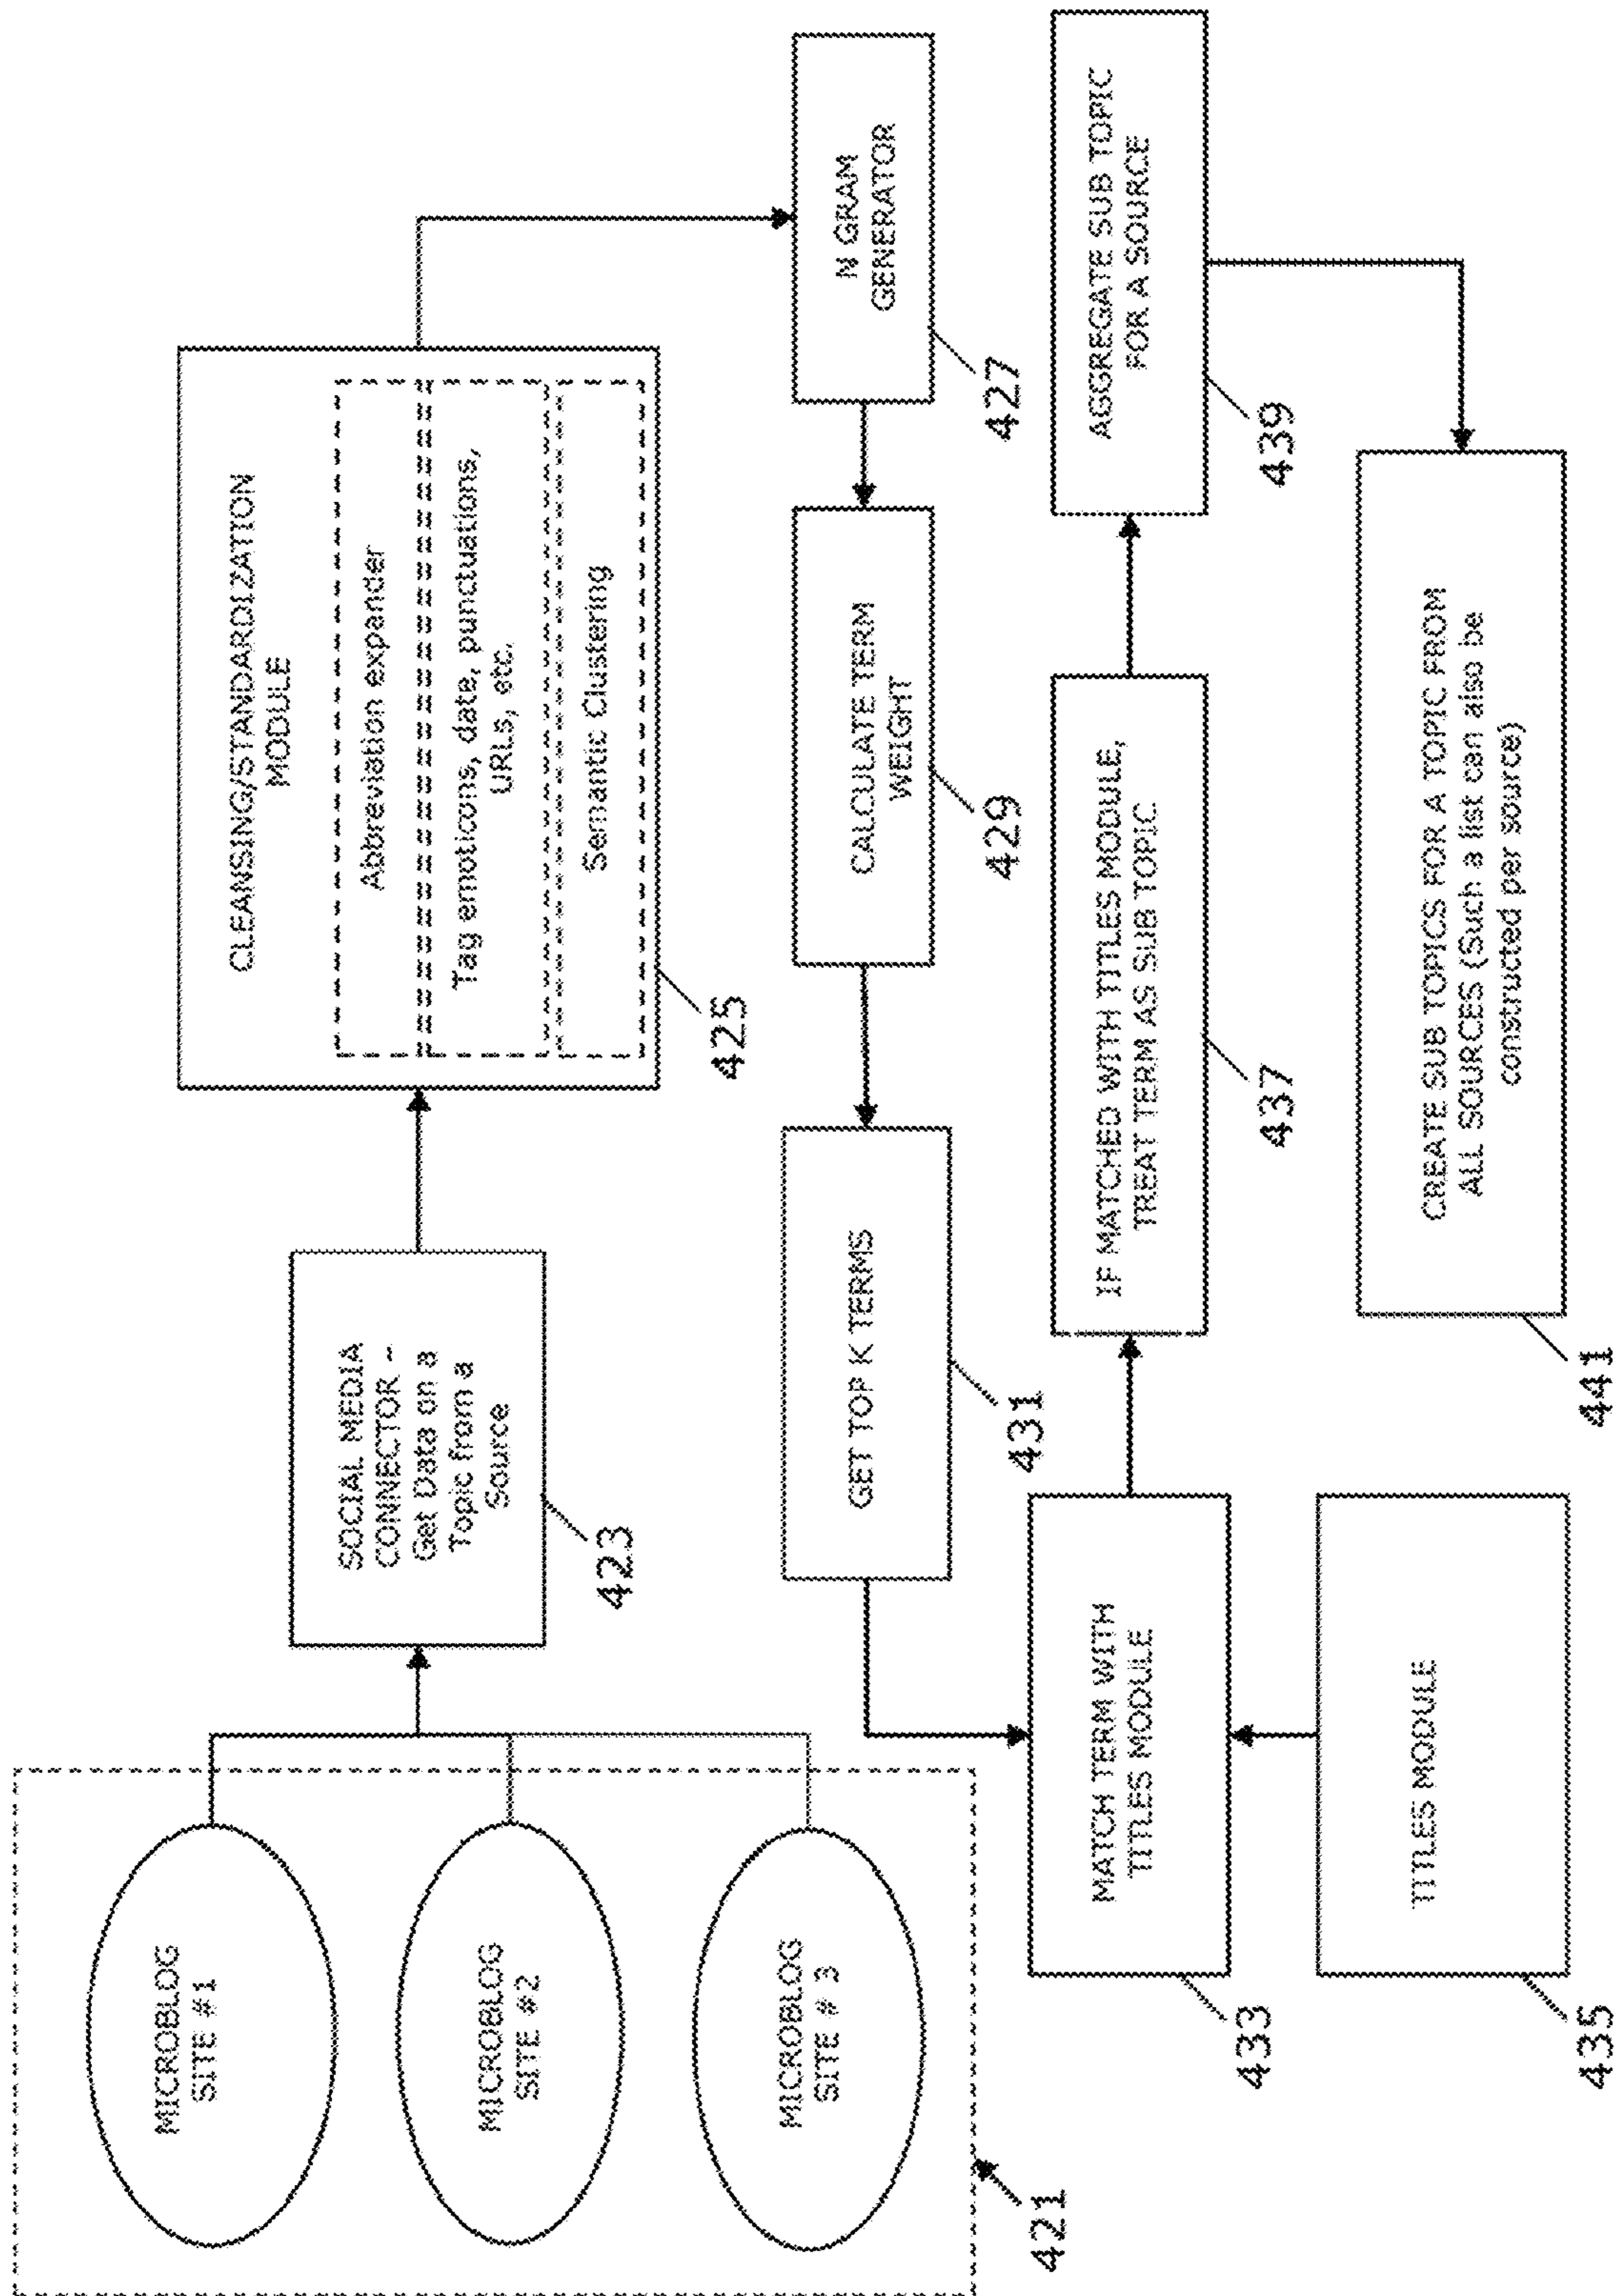 MICROBLOG
SITE #1
MICROBLOG
SITE #2
MICROBLOG
SITE # 3
421
SOCIAL MEDIA
CONNECTOR –
Get Data on a
Topic from a
Source
423
CLEANSING/STANDARDIZATION
MODULE
Abbreviation expander
Tag emoticons, date, punctuations,
URLs, etc.
Semantic Clustering
425
N GRAM
GENERATOR
427
CALCULATE TERM
WEIGHT
429
GET TOP K TERMS
431
MATCH TERM WITH
TITLES MODULE
433
TITLES MODULE
435
IF MATCHED WITH TITLES MODULE,
TREAT TERM AS SUB TOPIC
437
AGGREGATE SUB TOPIC
FOR A SOURCE
439
CREATE SUB TOPICS FOR A TOPIC FROM
ALL SOURCES (Such a list can also be
constructed per source)
441